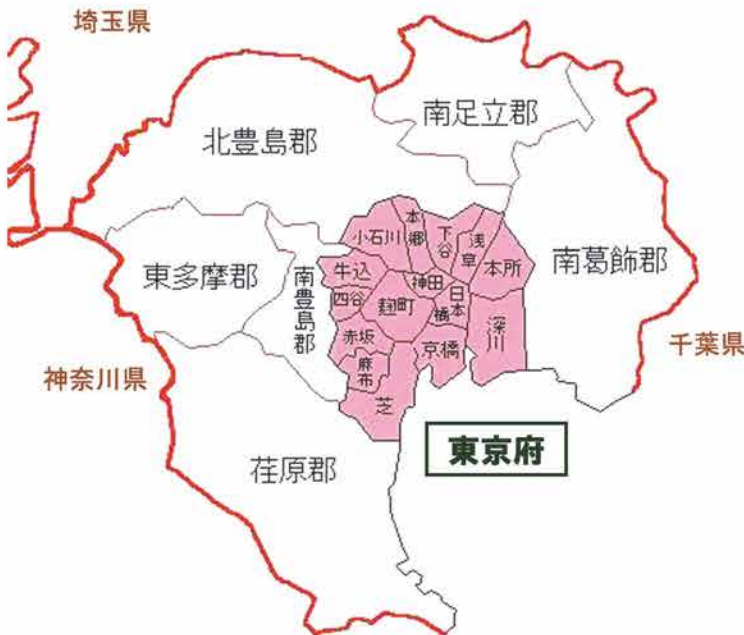 埼玉県
南足立郡
北豊島郡
本郷
下谷
浅草
小石川
本所
南葛飾郡
東多摩郡
南豊島郡
牛込
神田
四谷
麹町
日本橋
深川
赤坂
京橋
千葉県
麻布
神奈川県
芝
東京府
荏原郡